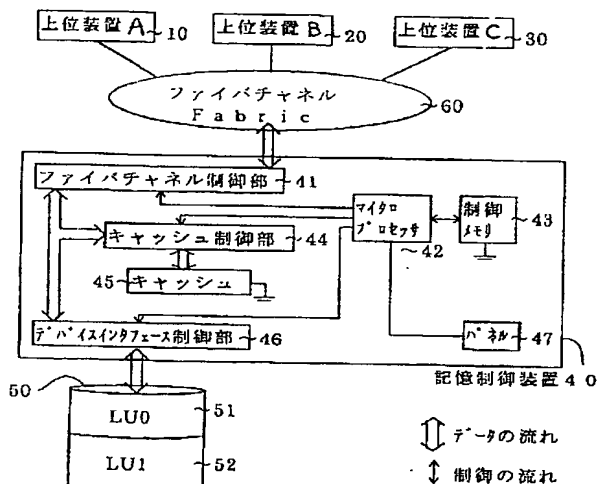 上位装置A
10
上位装置B
20
上位装置C
30
ファイバチャネル
Fabric
60
ファイバチャネル制御部
41
マイクロ
プロセッサ
42
制御
メモリ
43
キャッシュ制御部
44
45
キャッシュ
デバイスインタフェース制御部
46
パネル
47
記憶制御装置40
50
LU0
51
LU1
52
データの流れ
制御の流れ